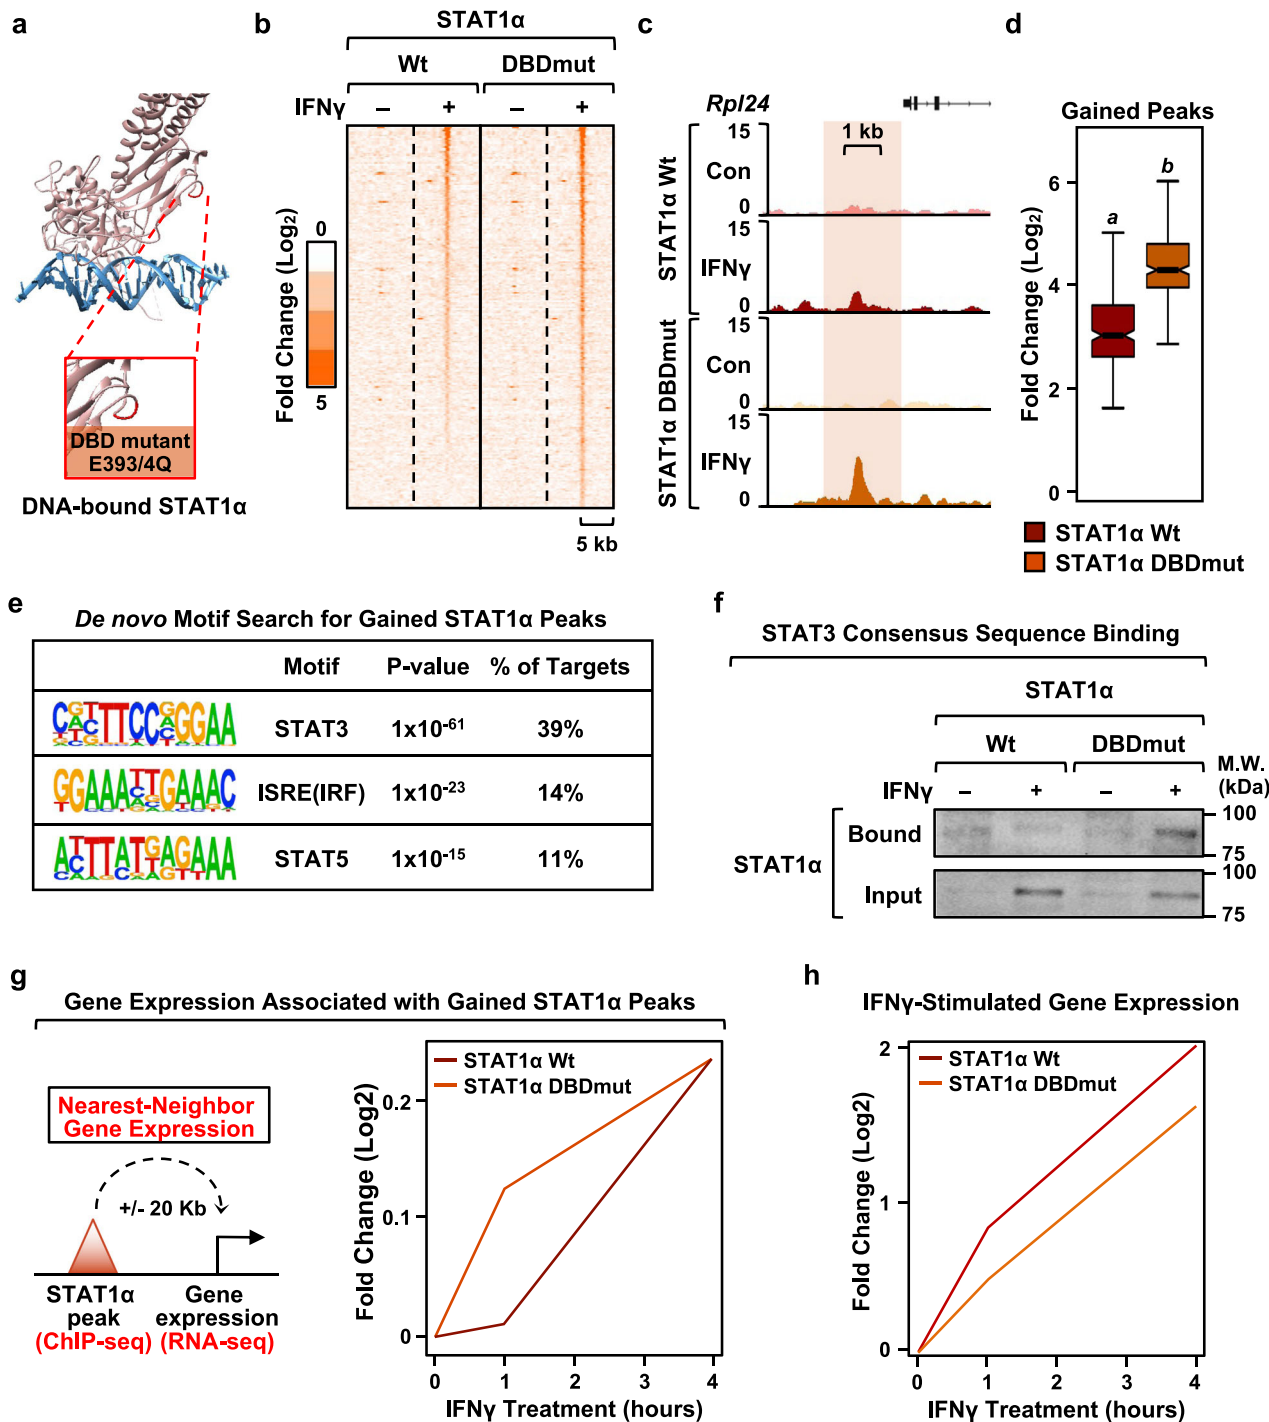 a
DBD mutant
E393/4Q
DNA-bound STAT1α
b
STAT1α
Wt DBDmut
IFNγ – + – +
Fold Change (Log2)
0
5
5 kb
c
Rpl24
1 kb
STAT1α Wt
15
Con
0
15
IFNγ
0
STAT1α DBDmut
15
Con
0
15
IFNγ
0
d
Gained Peaks
Fold Change (Log2)
6
4
2
0
a
b
STAT1α Wt
STAT1α DBDmut
e
De novo Motif Search for Gained STAT1α Peaks
Motif P-value % of Targets
STAT3 1x10-61 39%
ISRE(IRF) 1x10-23 14%
STAT5 1x10-15 11%
f
STAT3 Consensus Sequence Binding
STAT1α
Wt DBDmut
M.W.
(kDa)
IFNγ – + – +
STAT1α
Bound
100
75
Input
100
75
g
Gene Expression Associated with Gained STAT1α Peaks
Nearest-Neighbor
Gene Expression
+/- 20 Kb
STAT1α
peak
(ChIP-seq)
Gene
expression
(RNA-seq)
STAT1α Wt
STAT1α DBDmut
Fold Change (Log2)
0.2
0.1
0
0 1 2 3 4
IFNγ Treatment (hours)
h
IFNγ-Stimulated Gene Expression
STAT1α Wt
STAT1α DBDmut
Fold Change (Log2)
2
1
0
0 1 2 3 4
IFNγ Treatment (hours)